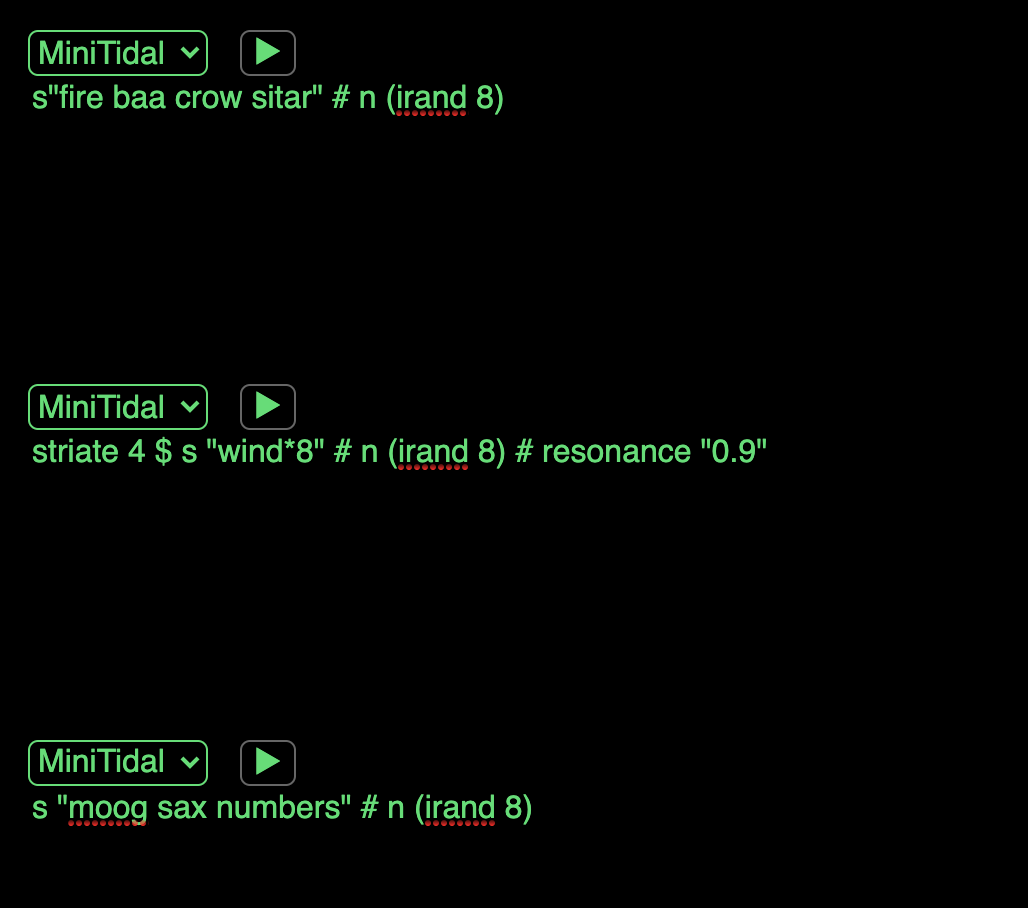 MiniTidal
s"fire baa crow sitar" # n (irand 8)
MiniTidal
striate 4 $ s "wind*8" # n (irand 8) # resonance "0.9"
MiniTidal
s "moog sax numbers" # n (irand 8)